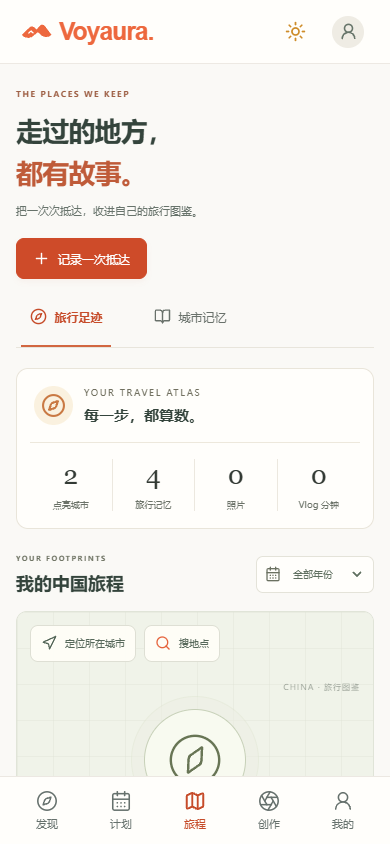 Voyaura.
THE PLACES WE KEEP
走过的地方，
都有故事。
把一次次抵达，收进自己的旅行图鉴。
记录一次抵达
旅行足迹
城市记忆
YOUR TRAVEL ATLAS
每一步，都算数。
2
4
0
0
点亮城市
旅行记忆
照片
Vlog 分钟
YOUR FOOTPRINTS
我的中国旅程
全部年份
定位所在城市
搜地点
CHINA · 旅行图鉴
发现
计划
旅程
创作
我的